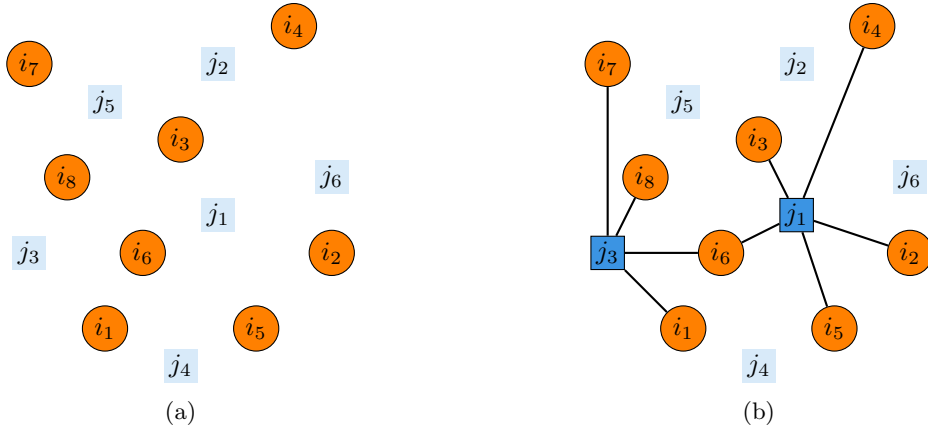 i₄
i₇
j₂
j₅
i₃
i₈
j₆
j₁
j₃
i₆
i₂
i₁
i₅
j₄
(a)
i₄
i₇
j₂
j₅
i₃
i₈
j₆
j₁
j₃
i₆
i₂
i₁
i₅
j₄
(b)